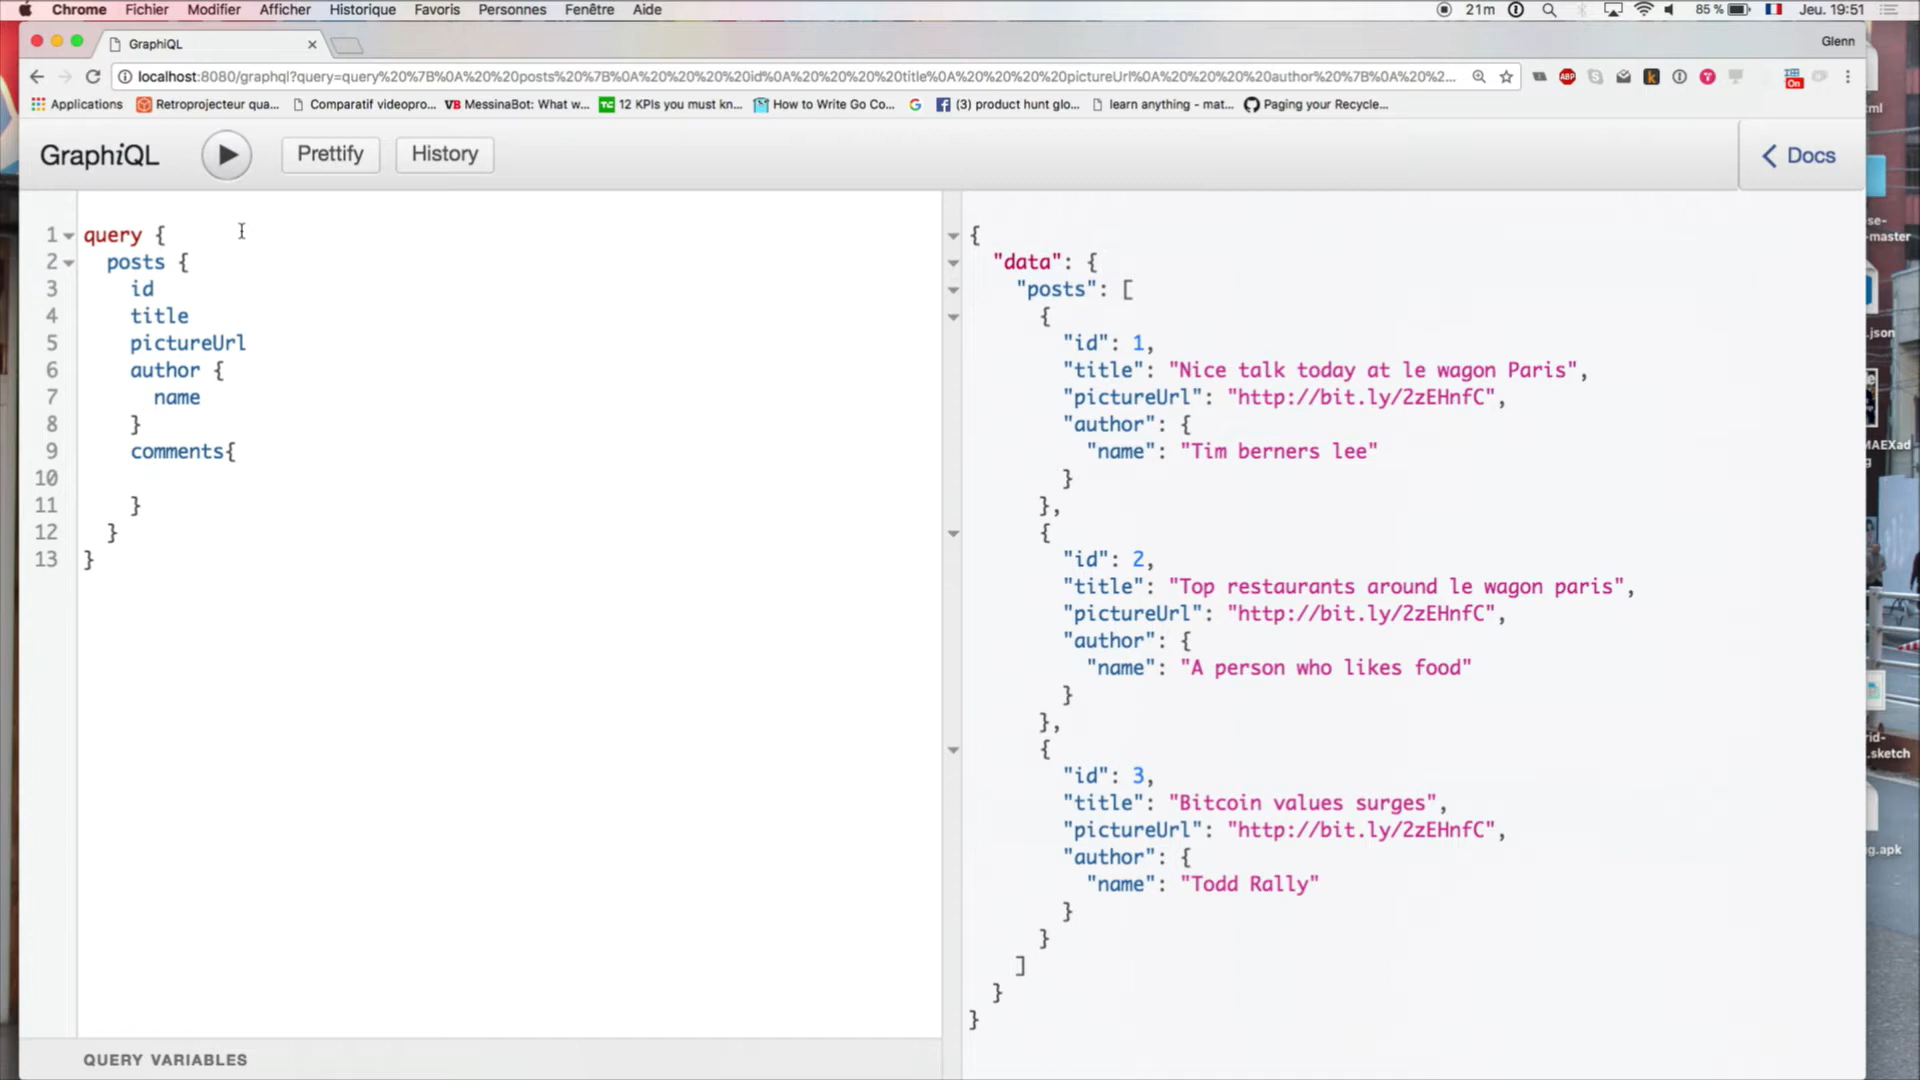 Chrome Fichier Modifier Afficher Historique Favoris Personnes Fenêtre Aide 21m 85 % Jeu. 19:51
GraphiQL Glenn
localhost:8080/graphql?query=query%20%7B%0A%20%20posts%20%7B%0A%20%20%20%20id%0A%20%20%20%20title%0A%20%20%20%20pictureUrl%0A%20%20%20%20author%20%7B%0A%20%2... ABP k T On
Applications Retroprojecteur qua... Comparatif videopro... VB MessinaBot: What w... TC 12 KPIs you must kn... How to Write Go Co... G (3) product hunt glo... learn anything - mat... Paging your Recycle...
GraphiQL Prettify History Docs
1 query {
2 posts {
3 id
4 title
5 pictureUrl
6 author {
7 name
8 }
9 comments{
10
11 }
12 }
13 }
QUERY VARIABLES
{
"data": {
"posts": [
{
"id": 1,
"title": "Nice talk today at le wagon Paris",
"pictureUrl": "http://bit.ly/2zEHnfC",
"author": {
"name": "Tim berners lee"
}
},
{
"id": 2,
"title": "Top restaurants around le wagon paris",
"pictureUrl": "http://bit.ly/2zEHnfC",
"author": {
"name": "A person who likes food"
}
},
{
"id": 3,
"title": "Bitcoin values surges",
"pictureUrl": "http://bit.ly/2zEHnfC",
"author": {
"name": "Todd Rally"
}
}
]
}
}
-master
.json
.sketch
g.apk